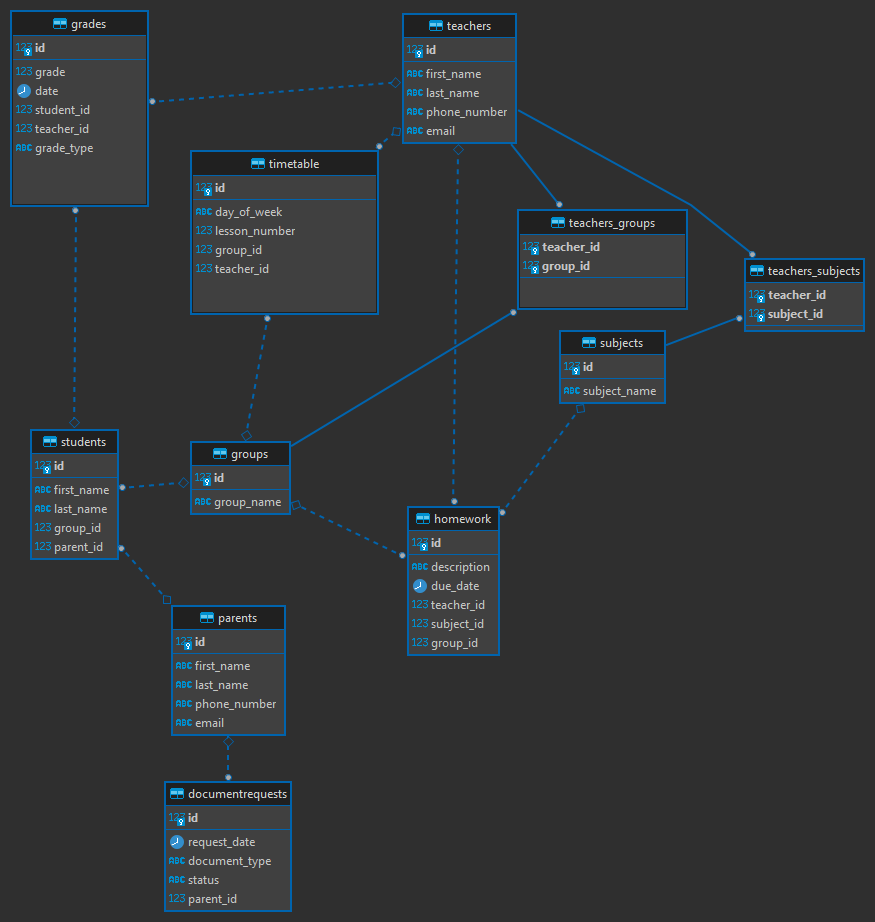 grades
123 id
123 grade
date
123 student_id
123 teacher_id
ABC grade_type
teachers
123 id
ABC first_name
ABC last_name
ABC phone_number
ABC email
timetable
123 id
ABC day_of_week
123 lesson_number
123 group_id
123 teacher_id
teachers_groups
123 teacher_id
123 group_id
teachers_subjects
123 teacher_id
123 subject_id
subjects
123 id
ABC subject_name
students
123 id
ABC first_name
ABC last_name
123 group_id
123 parent_id
groups
123 id
ABC group_name
homework
123 id
ABC description
due_date
123 teacher_id
123 subject_id
123 group_id
parents
123 id
ABC first_name
ABC last_name
ABC phone_number
ABC email
documentrequests
123 id
request_date
ABC document_type
ABC status
123 parent_id